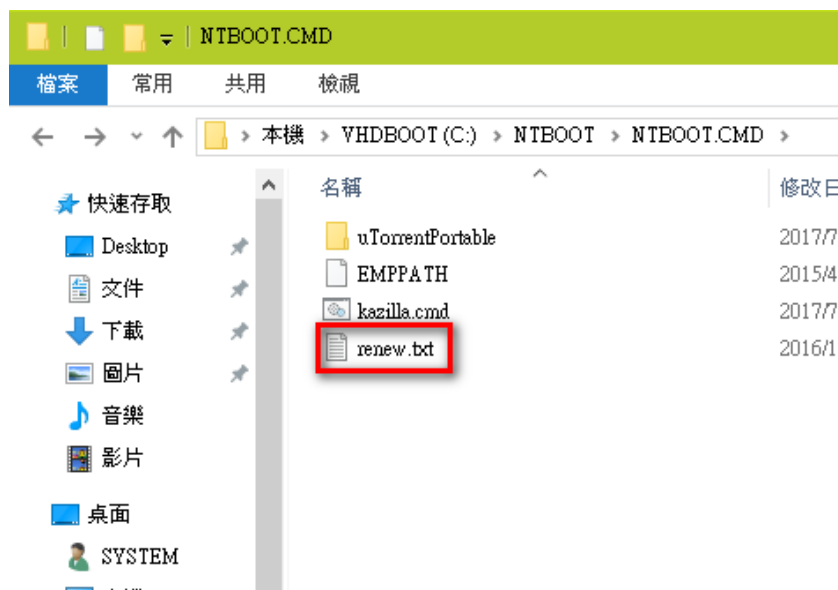 NTBOOT.CMD
檔案 常用 共用 檢視
本機 > VHDBOOT (C:) > NTBOOT > NTBOOT.CMD >
快速存取
Desktop
文件
下載
圖片
音樂
影片
桌面
SYSTEM
名稱 修改日
uTorrentPortable 2017/7
EMPPATH 2015/4
kazilla.cmd 2017/7
renew.txt 2016/1